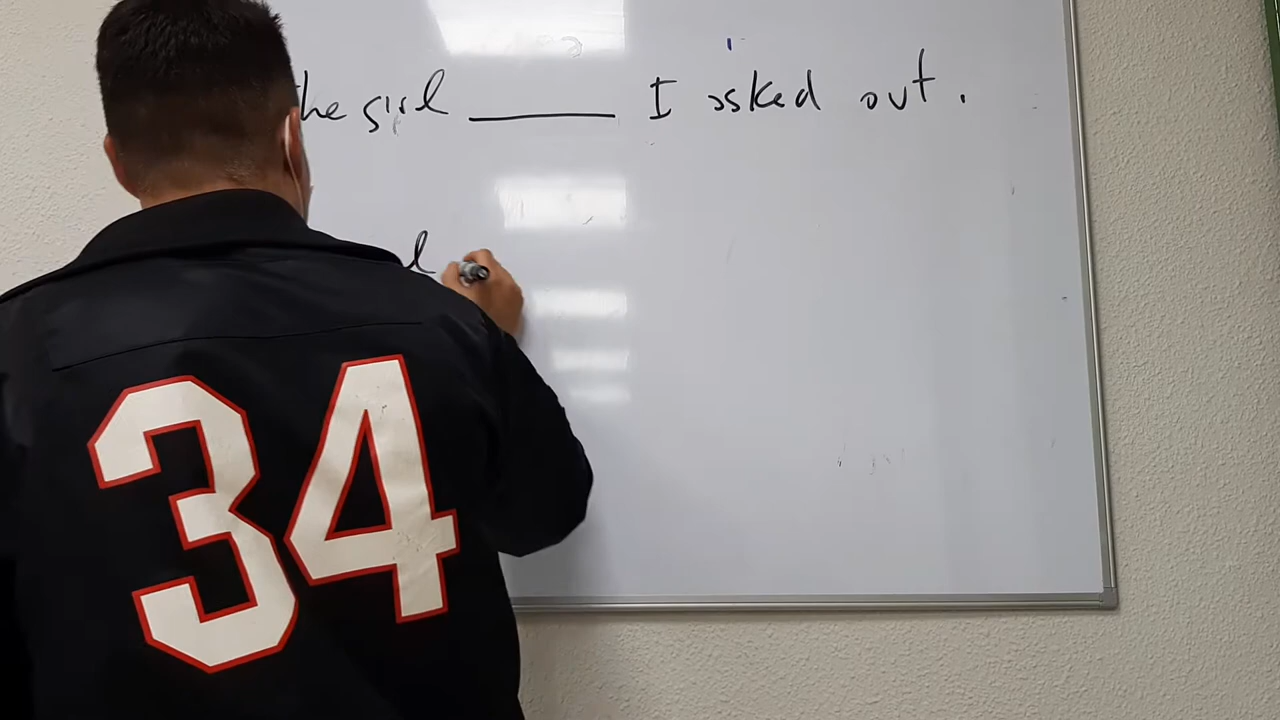 the girl ______ I asked out.
l
34